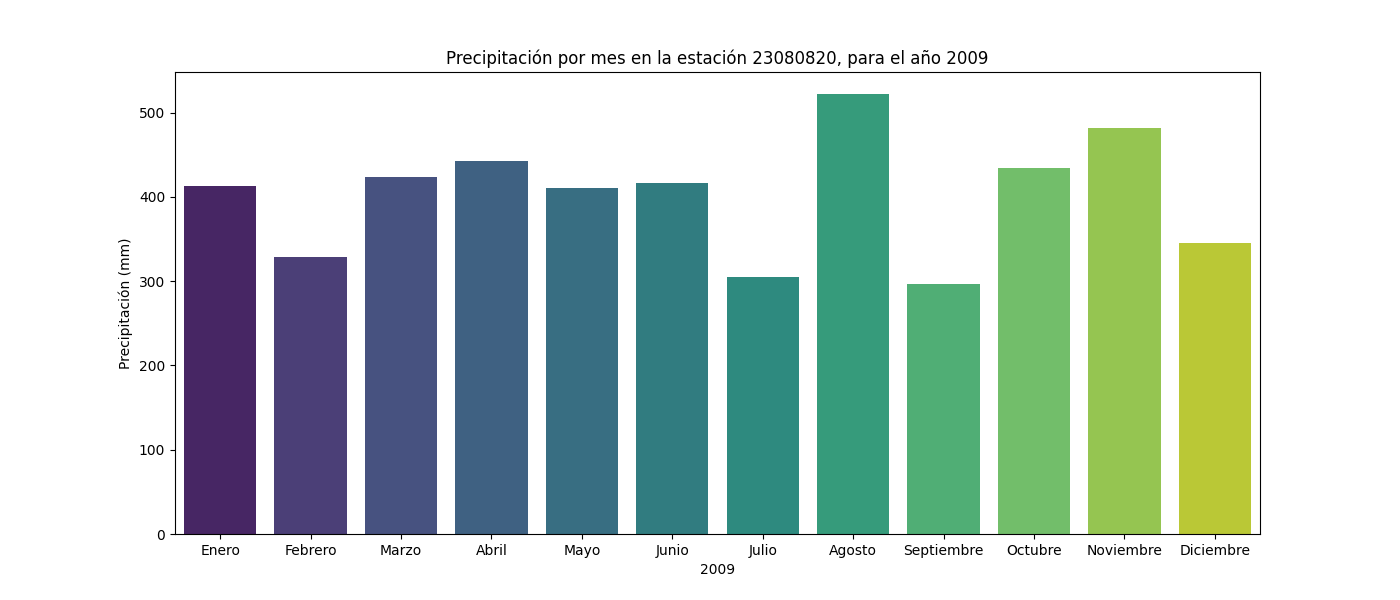 Precipitación por mes en la estación 23080820, para el año 2009
Precipitación (mm)
500
400
300
200
100
0
Enero Febrero Marzo Abril Mayo Junio Julio Agosto Septiembre Octubre Noviembre Diciembre
2009